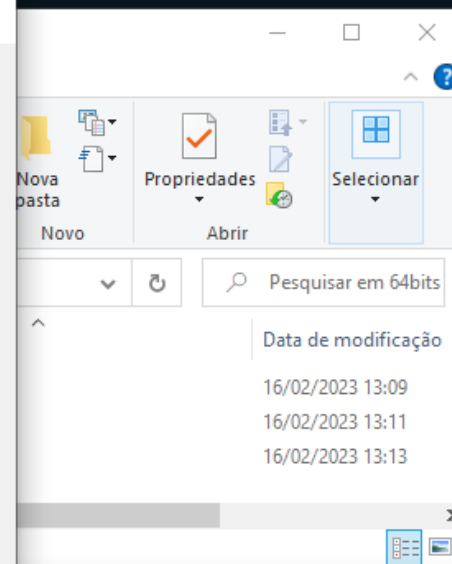 Nova
pasta
Propriedades
Selecionar
Novo
Abrir
Pesquisar em 64bits
Data de modificação
16/02/2023 13:09
16/02/2023 13:11
16/02/2023 13:13